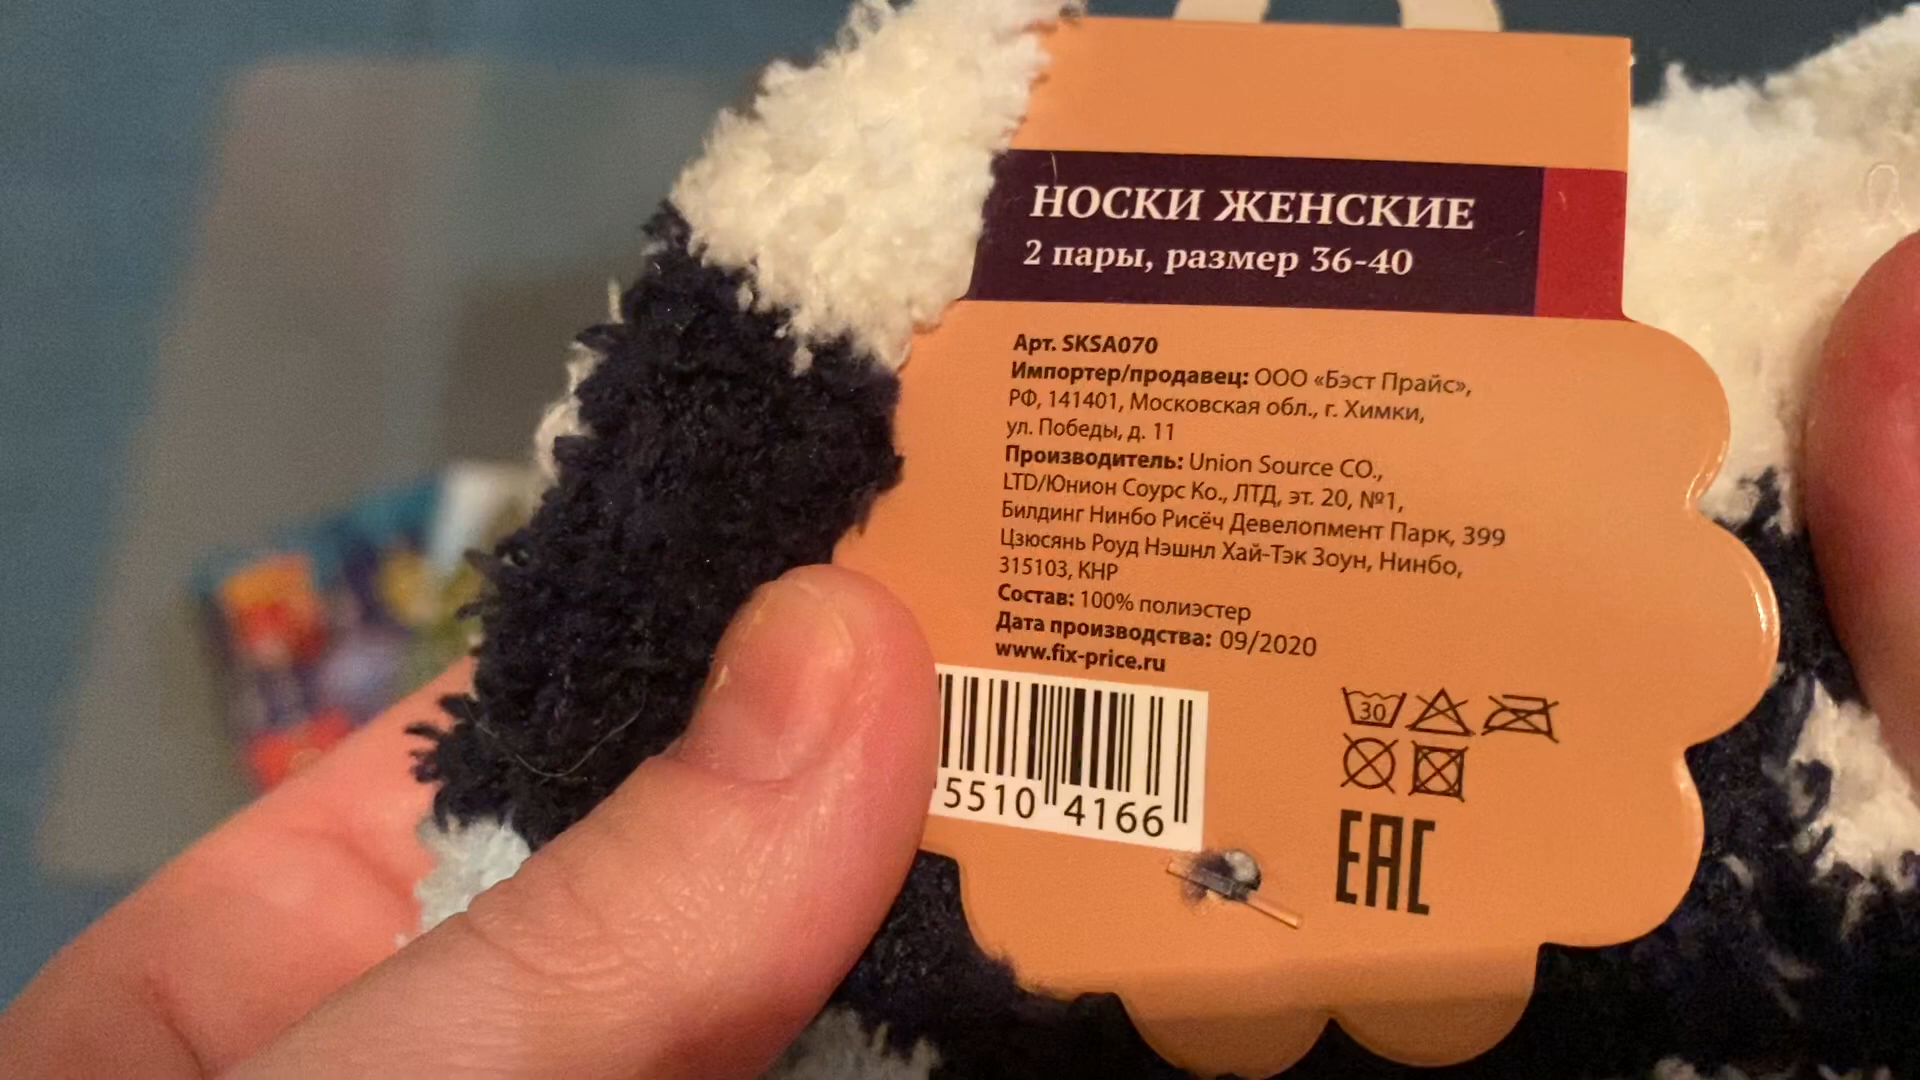 НОСКИ ЖЕНСКИЕ
2 пары, размер 36-40
Арт. SKSA070
Импортер/продавец: ООО «Бэст Прайс»,
РФ, 141401, Московская обл., г. Химки,
ул. Победы, д. 11
Производитель: Union Source CO.,
LTD/Юнион Соурс Ко., ЛТД, эт. 20, №1,
Билдинг Нинбо Рисёч Девелопмент Парк, 399
Цзюсянь Роуд Нэшнл Хай-Тэк Зоун, Нинбо,
315103, КНР
Состав: 100% полиэстер
Дата производства: 09/2020
www.fix-price.ru
5510 4166
30
EAC